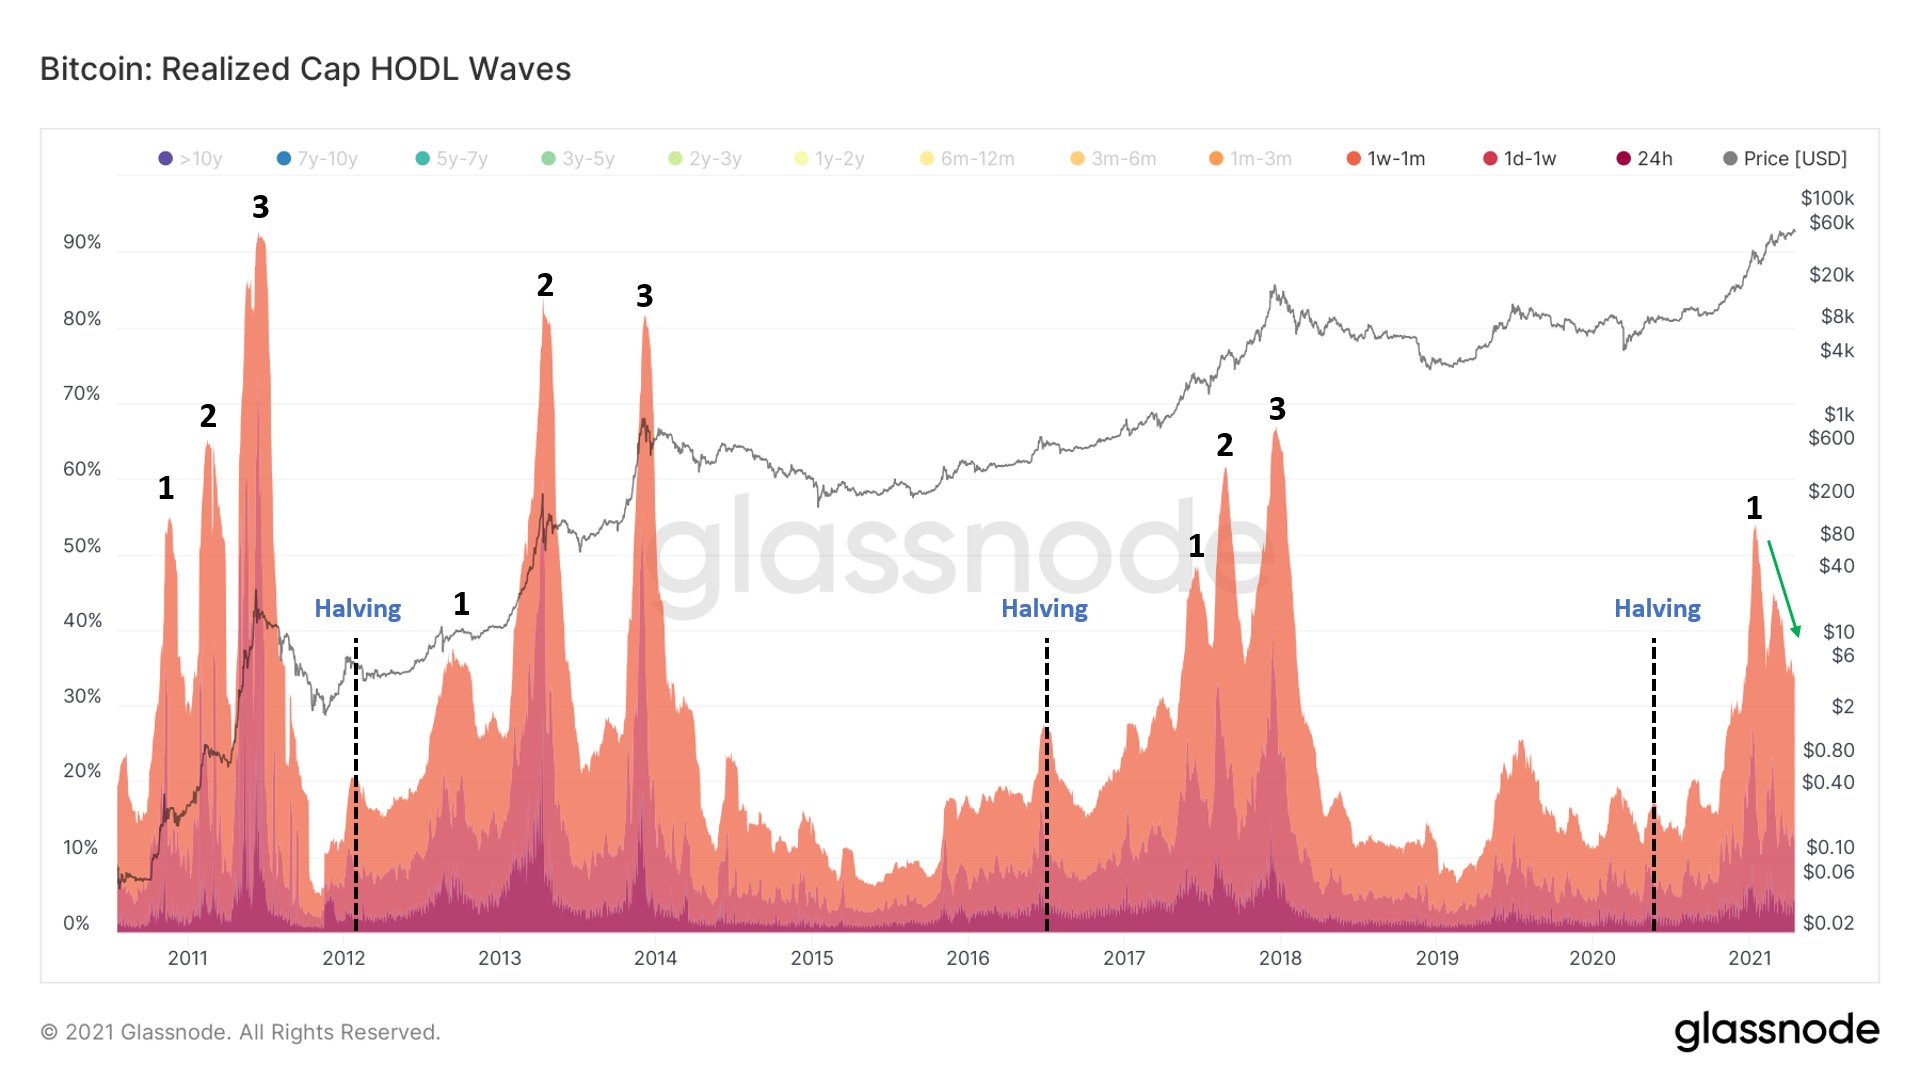 Bitcoin: Realized Cap HODL Waves
>10y 7y-10y 5y-7y 3y-5y 2y-3y 1y-2y 6m-12m 3m-6m 1m-3m 1w-1m 1d-1w 24h Price [USD]
90%
80%
70%
60%
50%
40%
30%
20%
10%
0%
$100k
$60k
$20k
$8k
$4k
$1k
$600
$200
$80
$40
$10
$6
$2
$0.80
$0.40
$0.10
$0.06
$0.02
1
2
3
Halving
1
2
3
Halving
1
2
3
Halving
1
glassnode
2011 2012 2013 2014 2015 2016 2017 2018 2019 2020 2021
© 2021 Glassnode. All Rights Reserved.
glassnode